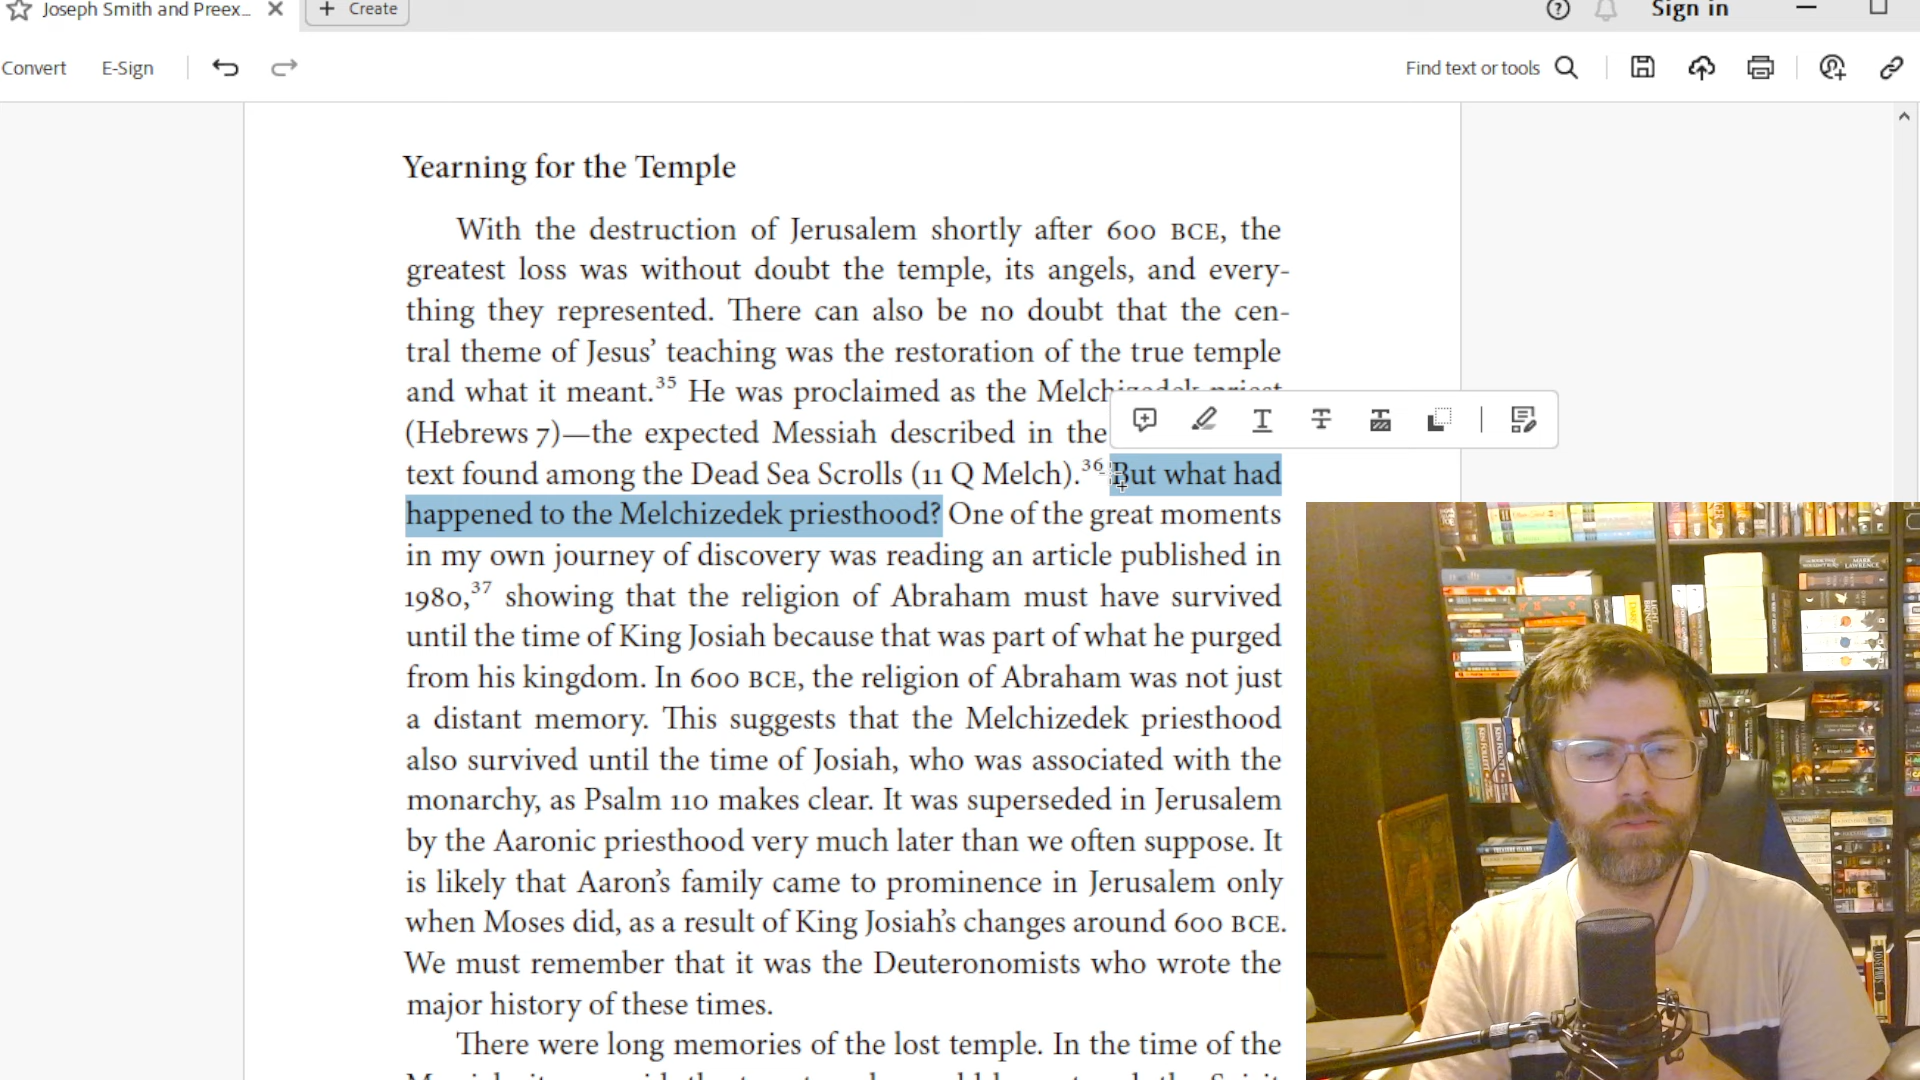 Joseph Smith and Preex...
Create
Sign in
Convert
E-Sign
Find text or tools
Yearning for the Temple
With the destruction of Jerusalem shortly after 600 BCE, the
greatest loss was without doubt the temple, its angels, and every-
thing they represented. There can also be no doubt that the cen-
tral theme of Jesus' teaching was the restoration of the true temple
and what it meant.35 He was proclaimed as the Melchizedek priest
(Hebrews 7)—the expected Messiah described in the
text found among the Dead Sea Scrolls (11 Q Melch).36 But what had
happened to the Melchizedek priesthood? One of the great moments
in my own journey of discovery was reading an article published in
1980,37 showing that the religion of Abraham must have survived
until the time of King Josiah because that was part of what he purged
from his kingdom. In 600 BCE, the religion of Abraham was not just
a distant memory. This suggests that the Melchizedek priesthood
also survived until the time of Josiah, who was associated with the
monarchy, as Psalm 110 makes clear. It was superseded in Jerusalem
by the Aaronic priesthood very much later than we often suppose. It
is likely that Aaron's family came to prominence in Jerusalem only
when Moses did, as a result of King Josiah's changes around 600 BCE.
We must remember that it was the Deuteronomists who wrote the
major history of these times.
There were long memories of the lost temple. In the time of the